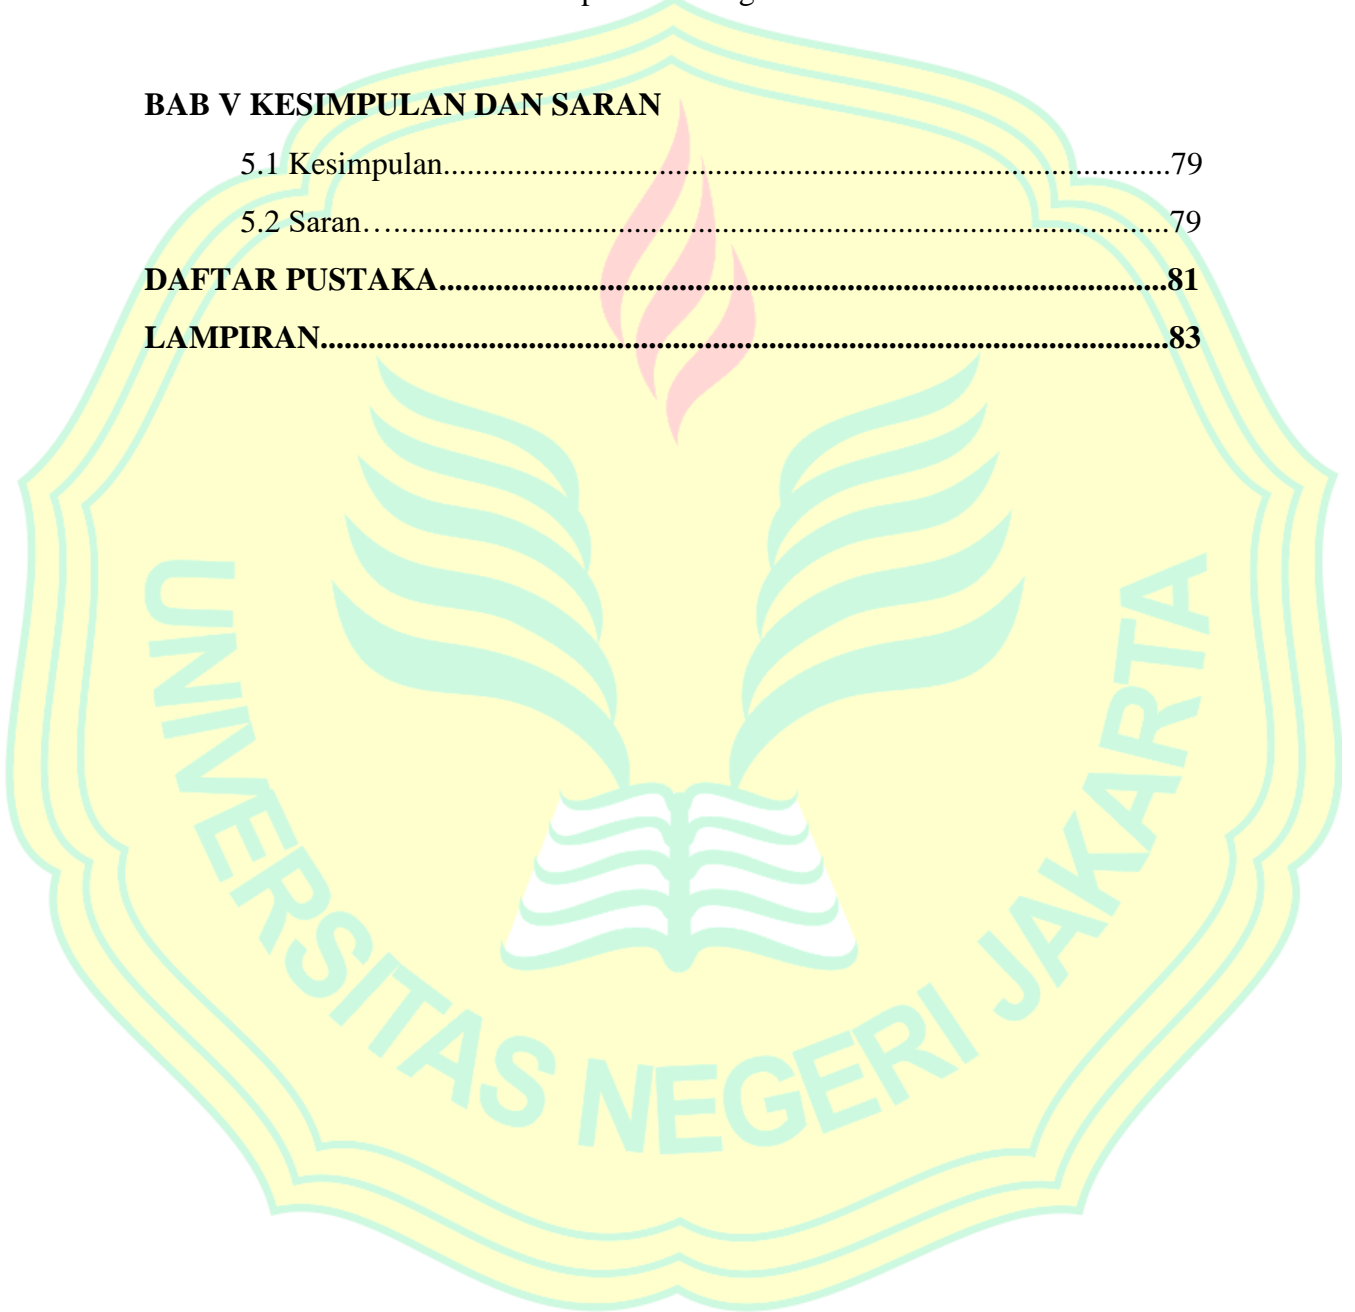 BAB V KESIMPULAN DAN SARAN
5.1 Kesimpulan...........................................................................................79
5.2 Saran…..................................................................................................79
DAFTAR PUSTAKA...........................................................................................81
LAMPIRAN..........................................................................................................83
UNIVERSITAS NEGERI JAKARTA